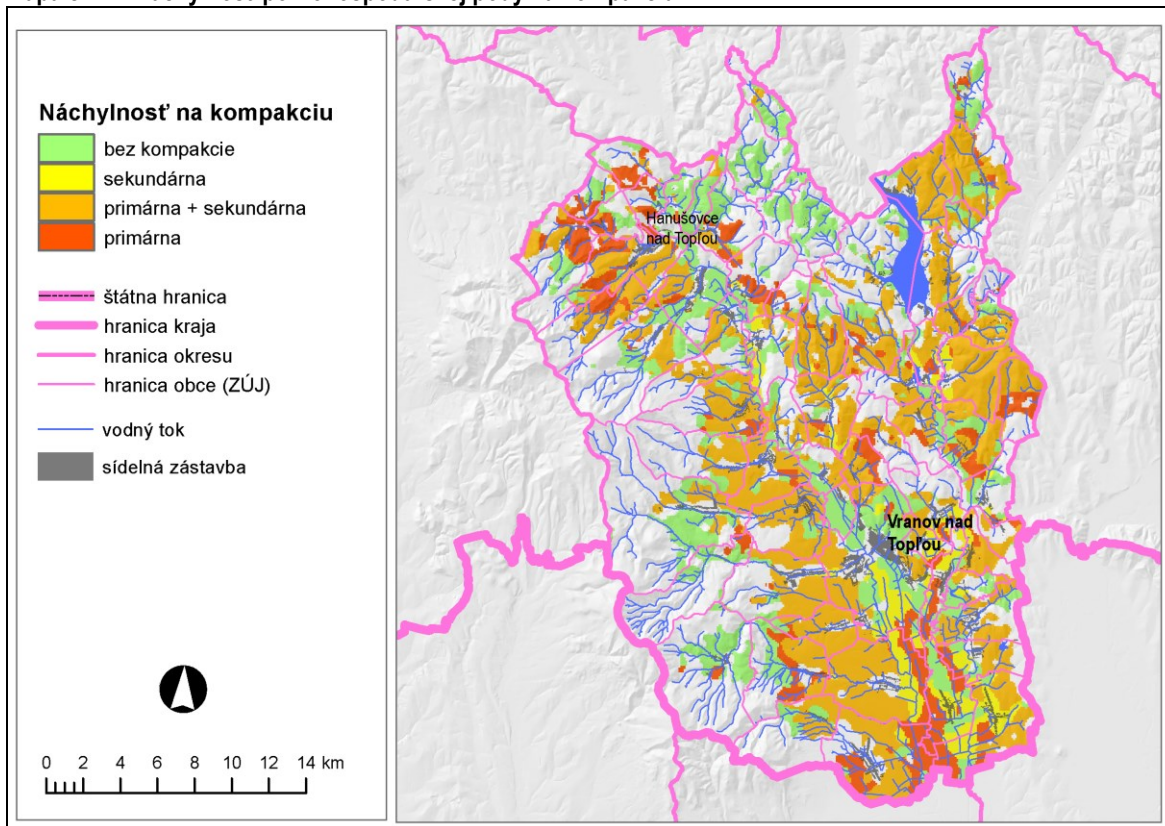 Náchylnosť na kompakciu
bez kompakcie
sekundárna
primárna + sekundárna
primárna
štátna hranica
hranica kraja
hranica okresu
hranica obce (ZÚJ)
vodný tok
sídelná zástavba
0 2 4 6 8 10 12 14 km
Hanušovce
nad Topľou
Vranov nad
Topľou